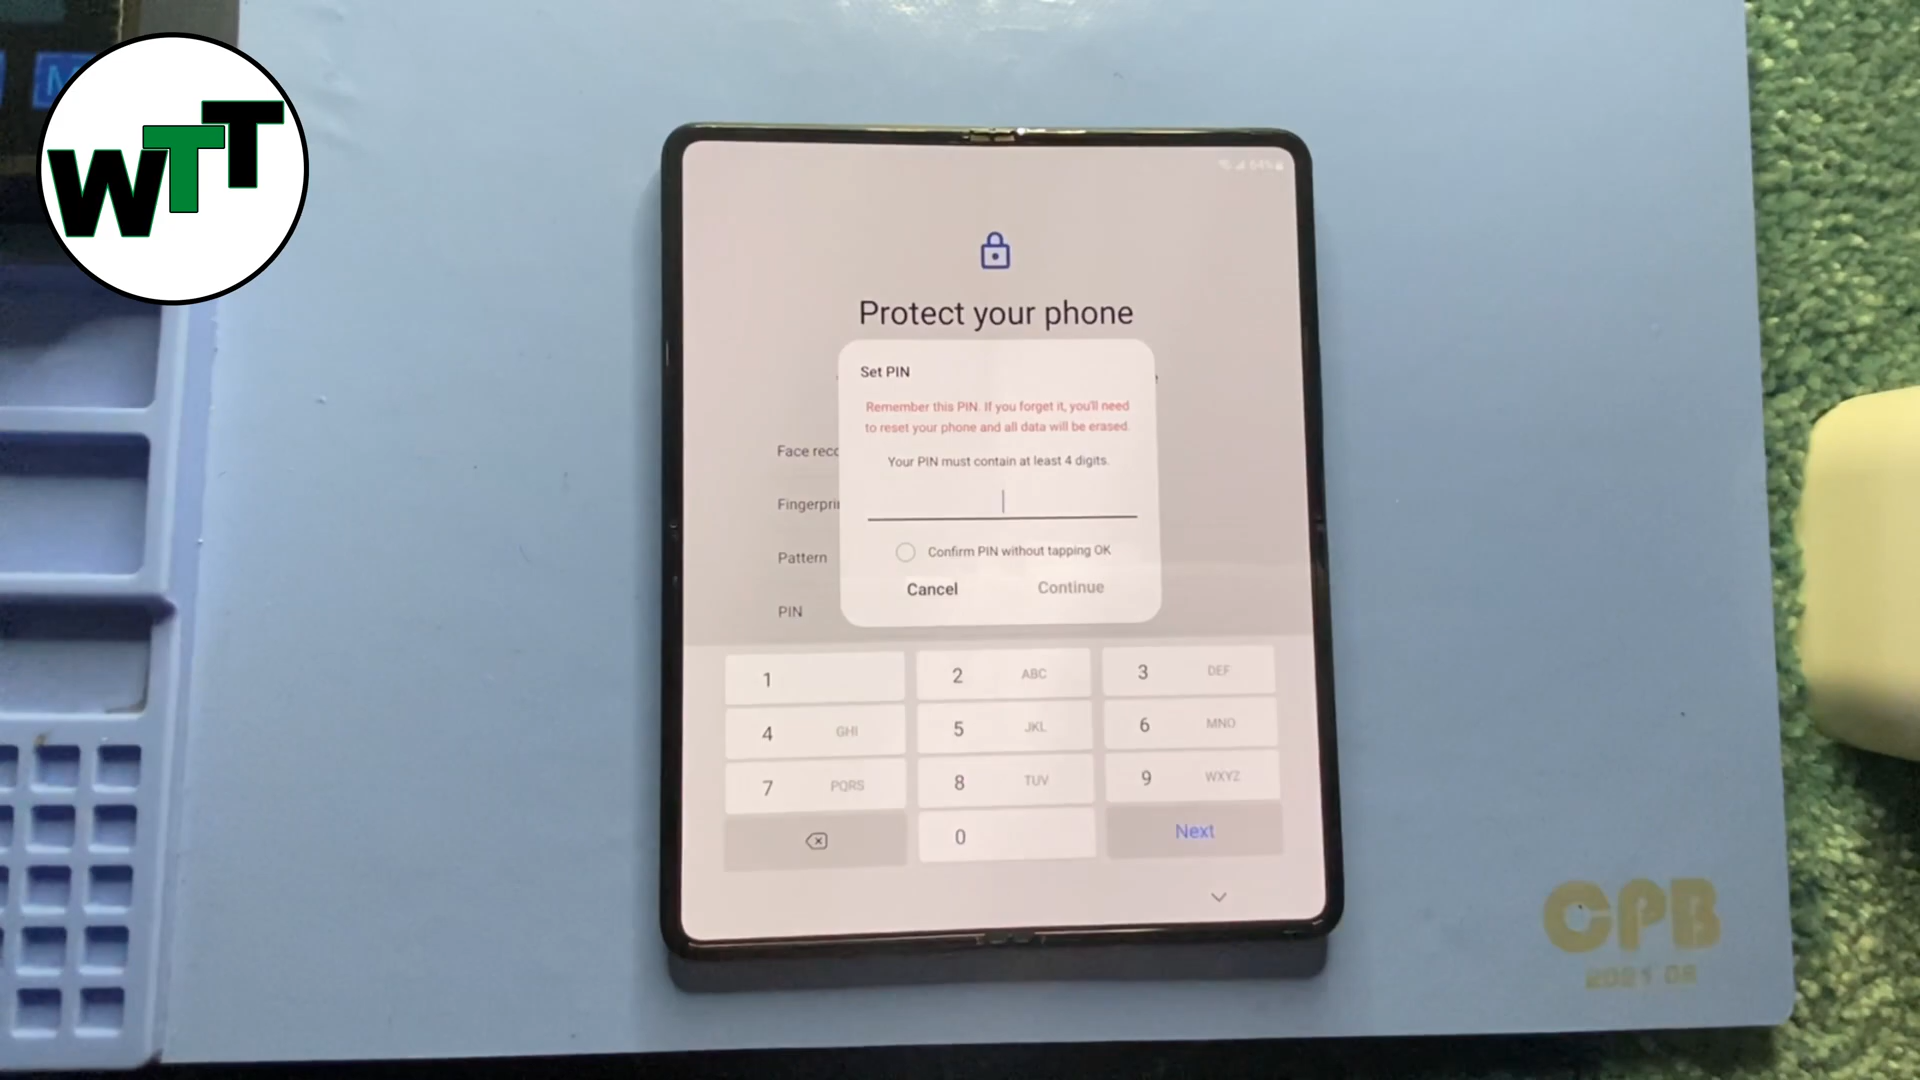 WTT
64%
Protect your phone
Set PIN
Remember this PIN. If you forget it, you'll need
to reset your phone and all data will be erased.
Your PIN must contain at least 4 digits.
Face reco
Fingerprin
Pattern
PIN
Confirm PIN without tapping OK
Cancel Continue
1 2 ABC 3 DEF
4 GHI 5 JKL 6 MNO
7 PQRS 8 TUV 9 WXYZ
0 Next
CPB